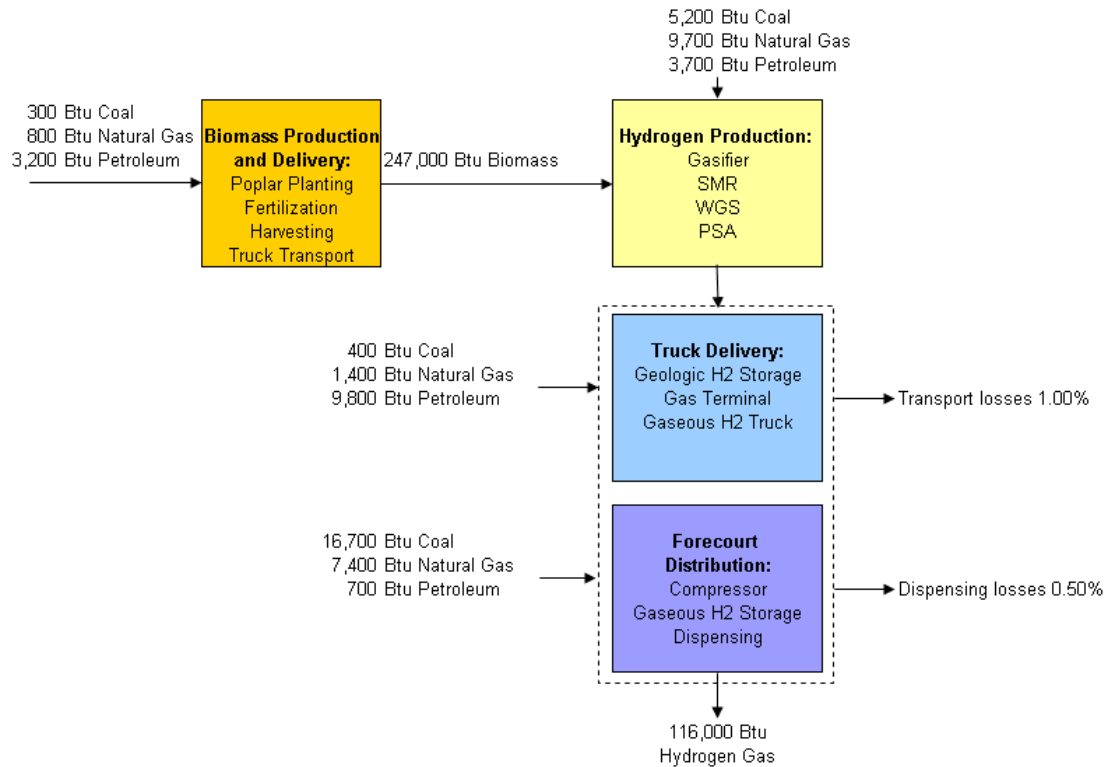 5,200 Btu Coal
9,700 Btu Natural Gas
3,700 Btu Petroleum
300 Btu Coal
800 Btu Natural Gas
3,200 Btu Petroleum
Biomass Production
and Delivery:
Poplar Planting
Fertilization
Harvesting
Truck Transport
247,000 Btu Biomass
Hydrogen Production:
Gasifier
SMR
WGS
PSA
400 Btu Coal
1,400 Btu Natural Gas
9,800 Btu Petroleum
Truck Delivery:
Geologic H2 Storage
Gas Terminal
Gaseous H2 Truck
Transport losses 1.00%
16,700 Btu Coal
7,400 Btu Natural Gas
700 Btu Petroleum
Forecourt
Distribution:
Compressor
Gaseous H2 Storage
Dispensing
Dispensing losses 0.50%
116,000 Btu
Hydrogen Gas